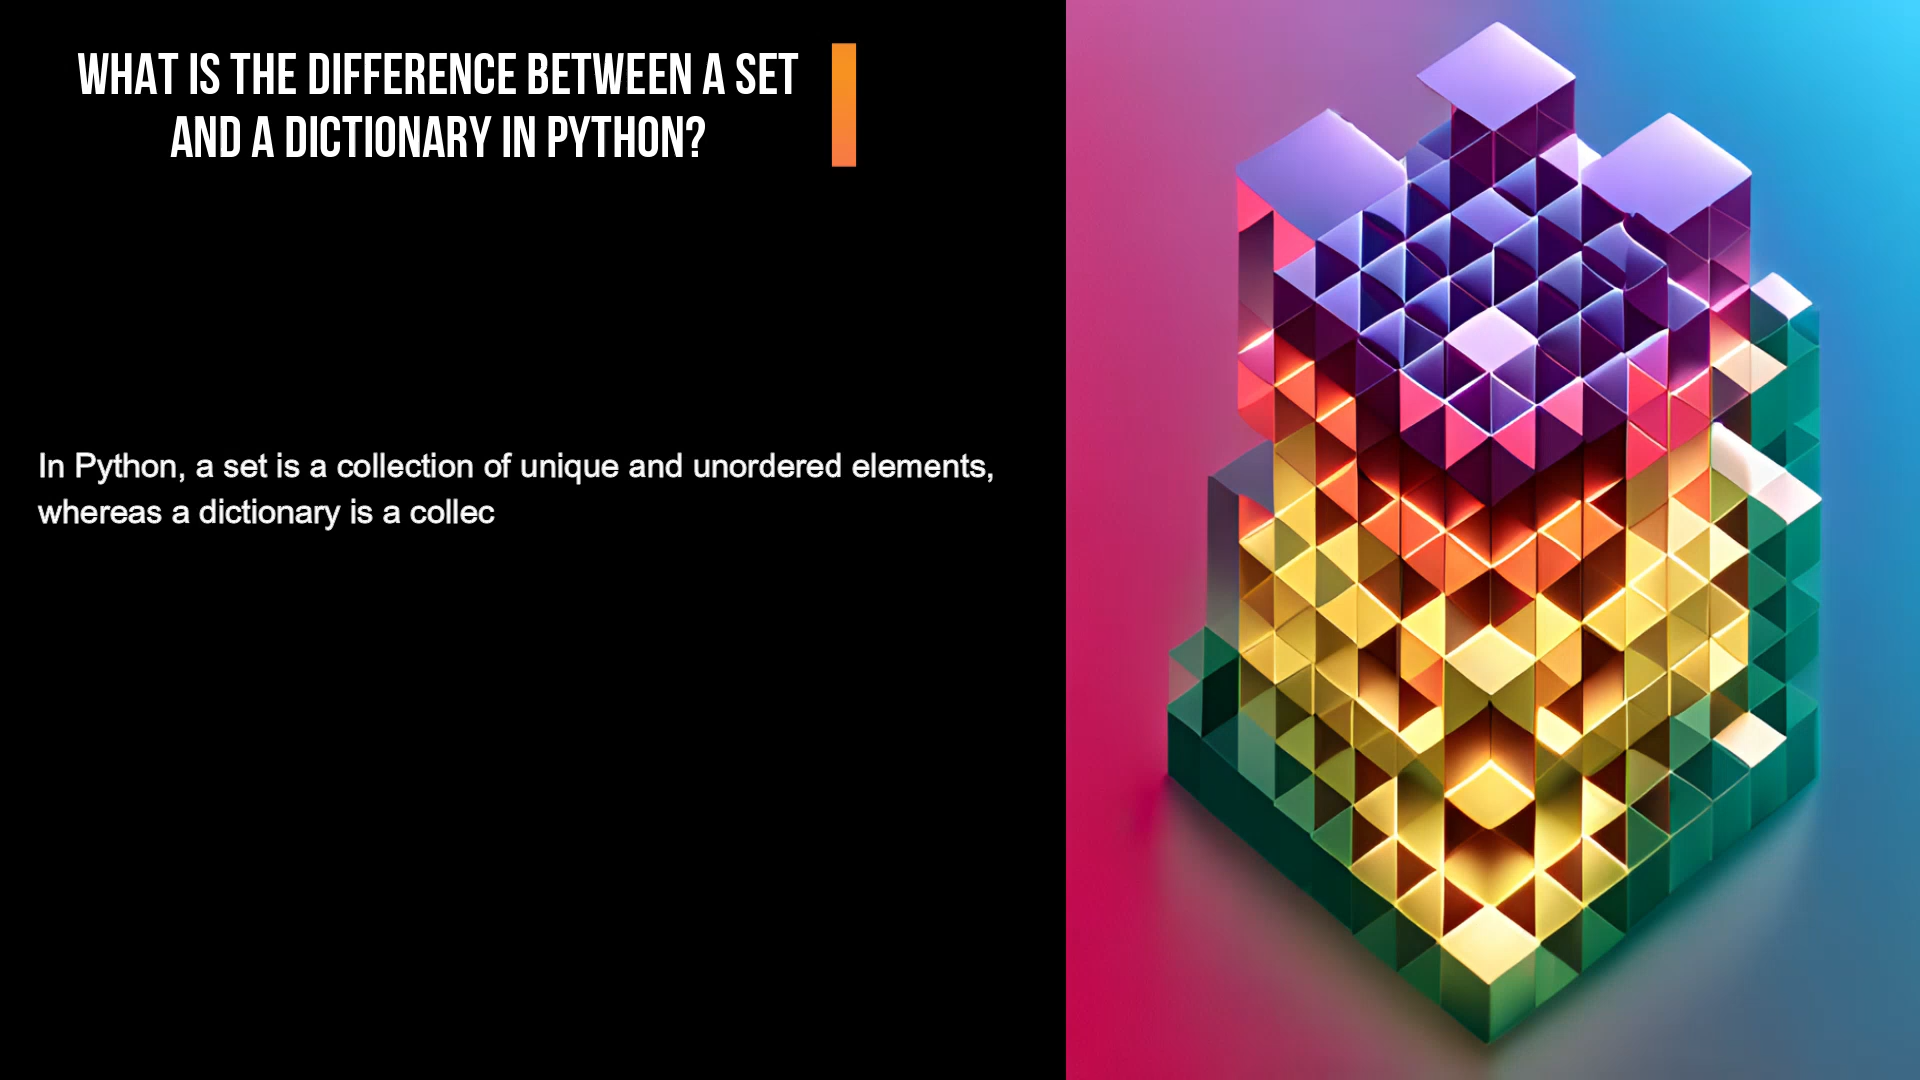 WHAT IS THE DIFFERENCE BETWEEN A SET
AND A DICTIONARY IN PYTHON?
In Python, a set is a collection of unique and unordered elements,
whereas a dictionary is a collec